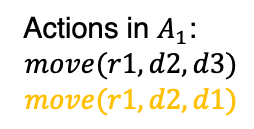 Actions in A₁:
move(r1, d2, d3)
move(r1, d2, d1)